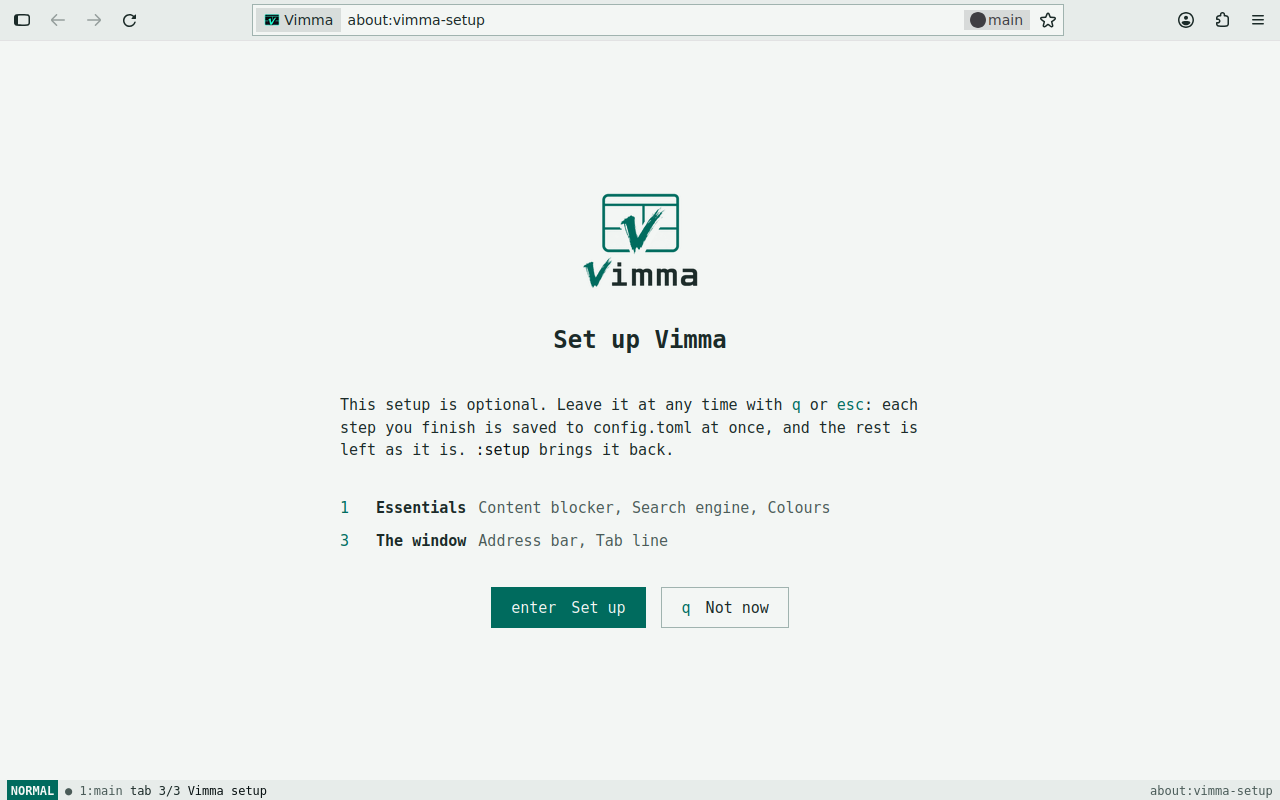 Vimma about:vimma-setup main
Vimma
Set up Vimma
This setup is optional. Leave it at any time with q or esc: each
step you finish is saved to config.toml at once, and the rest is
left as it is. :setup brings it back.
1 Essentials Content blocker, Search engine, Colours
3 The window Address bar, Tab line
enter Set up q Not now
NORMAL ● 1:main tab 3/3 Vimma setup about:vimma-setup